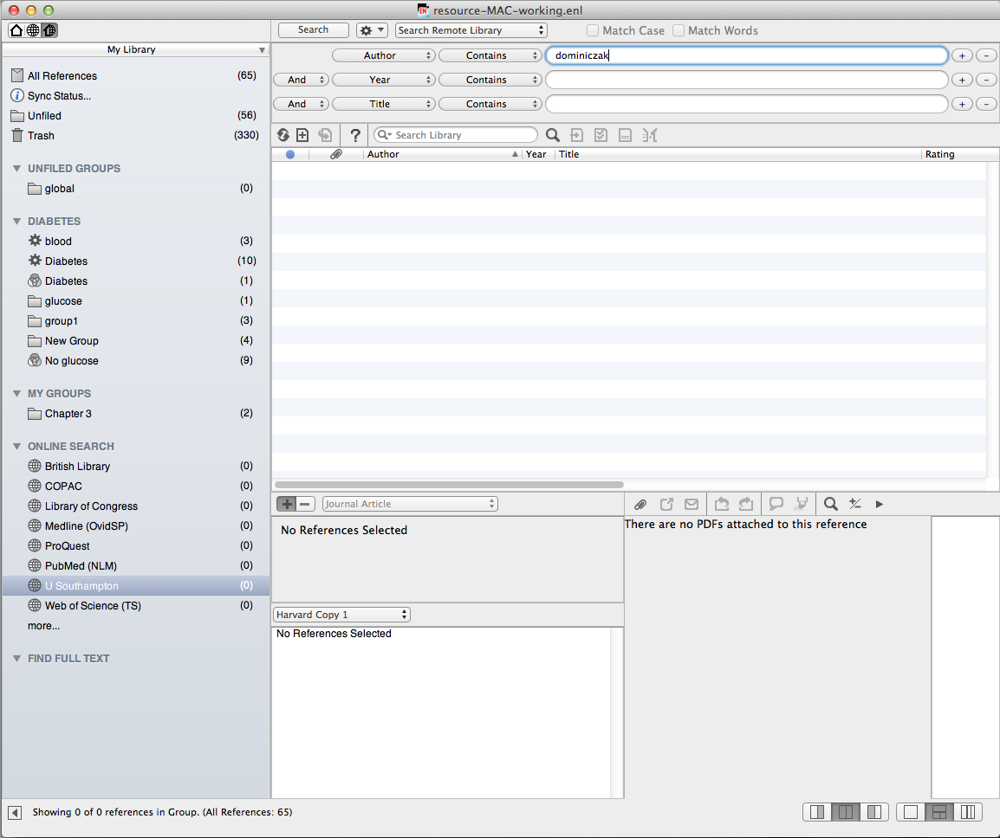 resource-MAC-working.enl
Search Search Remote Library Match Case Match Words
My Library
Author Contains dominiczak + -
And Year Contains + -
And Title Contains + -
All References (65)
Sync Status...
Unfiled (56)
Trash (330)
UNFILED GROUPS
global (0)
DIABETES
blood (3)
Diabetes (10)
Diabetes (1)
glucose (1)
group1 (3)
New Group (4)
No glucose (9)
MY GROUPS
Chapter 3 (2)
ONLINE SEARCH
British Library (0)
COPAC (0)
Library of Congress (0)
Medline (OvidSP) (0)
ProQuest (0)
PubMed (NLM) (0)
U Southampton (0)
Web of Science (TS) (0)
more...
FIND FULL TEXT
? Search Library
Author Year Title Rating
Journal Article
No References Selected
There are no PDFs attached to this reference
Harvard Copy 1
No References Selected
Showing 0 of 0 references in Group. (All References: 65)